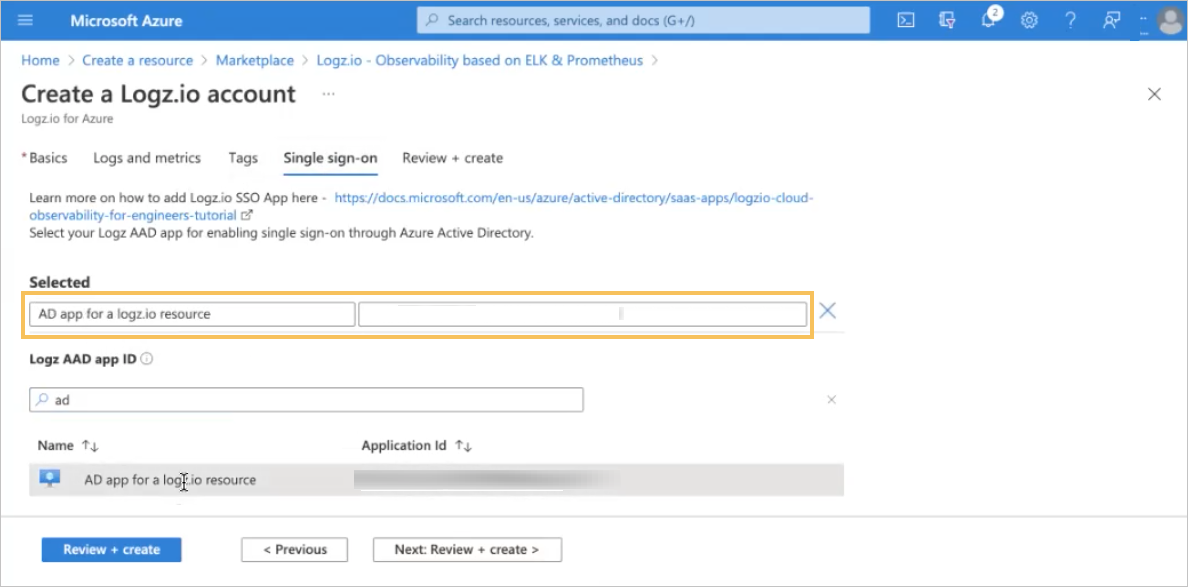 Microsoft Azure
Search resources, services, and docs (G+/)
2
Home > Create a resource > Marketplace > Logz.io - Observability based on ELK & Prometheus >
Create a Logz.io account ...
Logz.io for Azure
* Basics Logs and metrics Tags Single sign-on Review + create
Learn more on how to add Logz.io SSO App here - https://docs.microsoft.com/en-us/azure/active-directory/saas-apps/logzio-cloud-
observability-for-engineers-tutorial
Select your Logz AAD app for enabling single sign-on through Azure Active Directory.
Selected
AD app for a logz.io resource
Logz AAD app ID
ad
Name ↑↓ Application Id ↑↓
AD app for a logz.io resource
Review + create < Previous Next: Review + create >